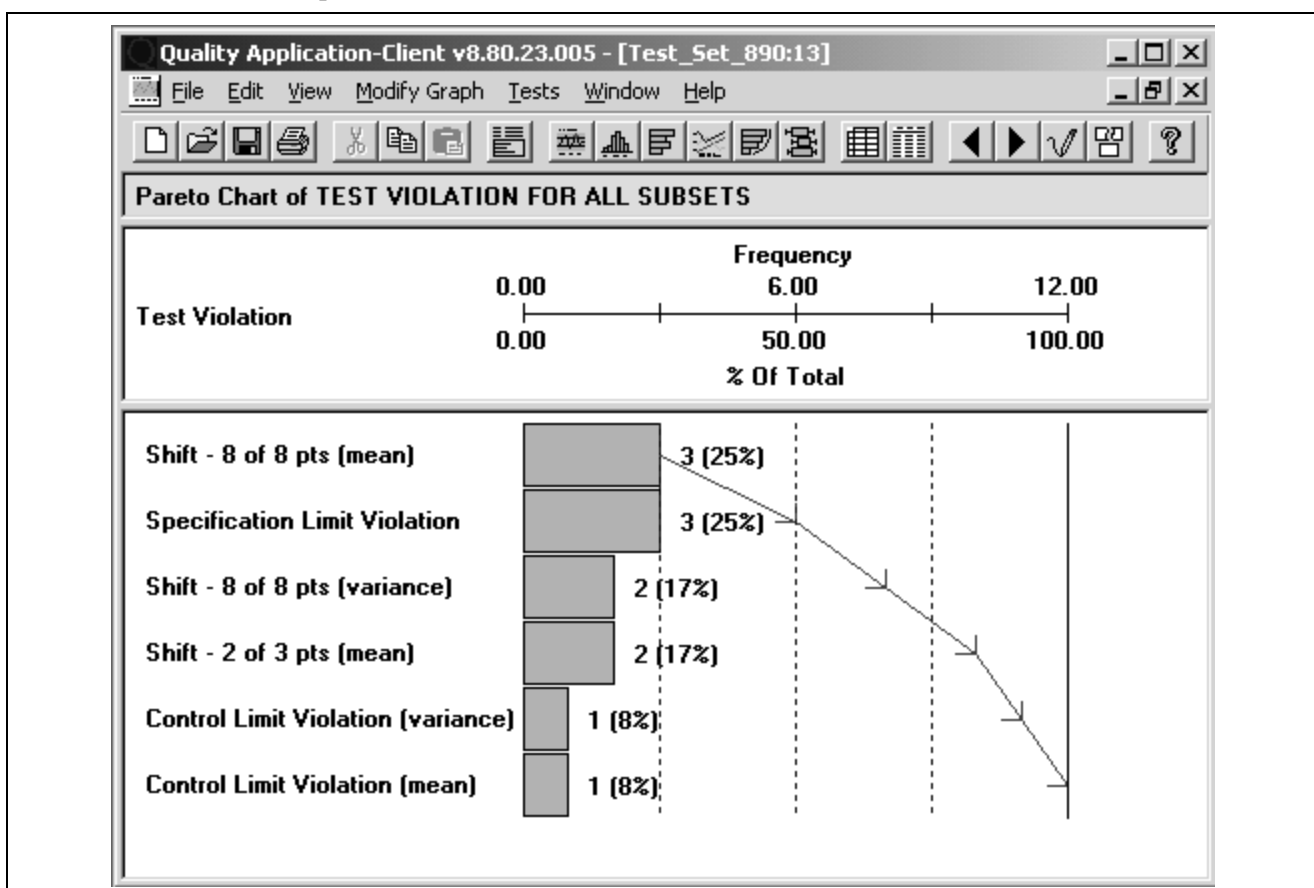 Quality Application-Client v8.80.23.005 - [Test_Set_890:13]
File Edit View Modify Graph Tests Window Help
Pareto Chart of TEST VIOLATION FOR ALL SUBSETS
Frequency
0.00 6.00 12.00
Test Violation
0.00 50.00 100.00
% Of Total
Shift - 8 of 8 pts (mean) 3 (25%)
Specification Limit Violation 3 (25%)
Shift - 8 of 8 pts (variance) 2 (17%)
Shift - 2 of 3 pts (mean) 2 (17%)
Control Limit Violation (variance) 1 (8%)
Control Limit Violation (mean) 1 (8%)